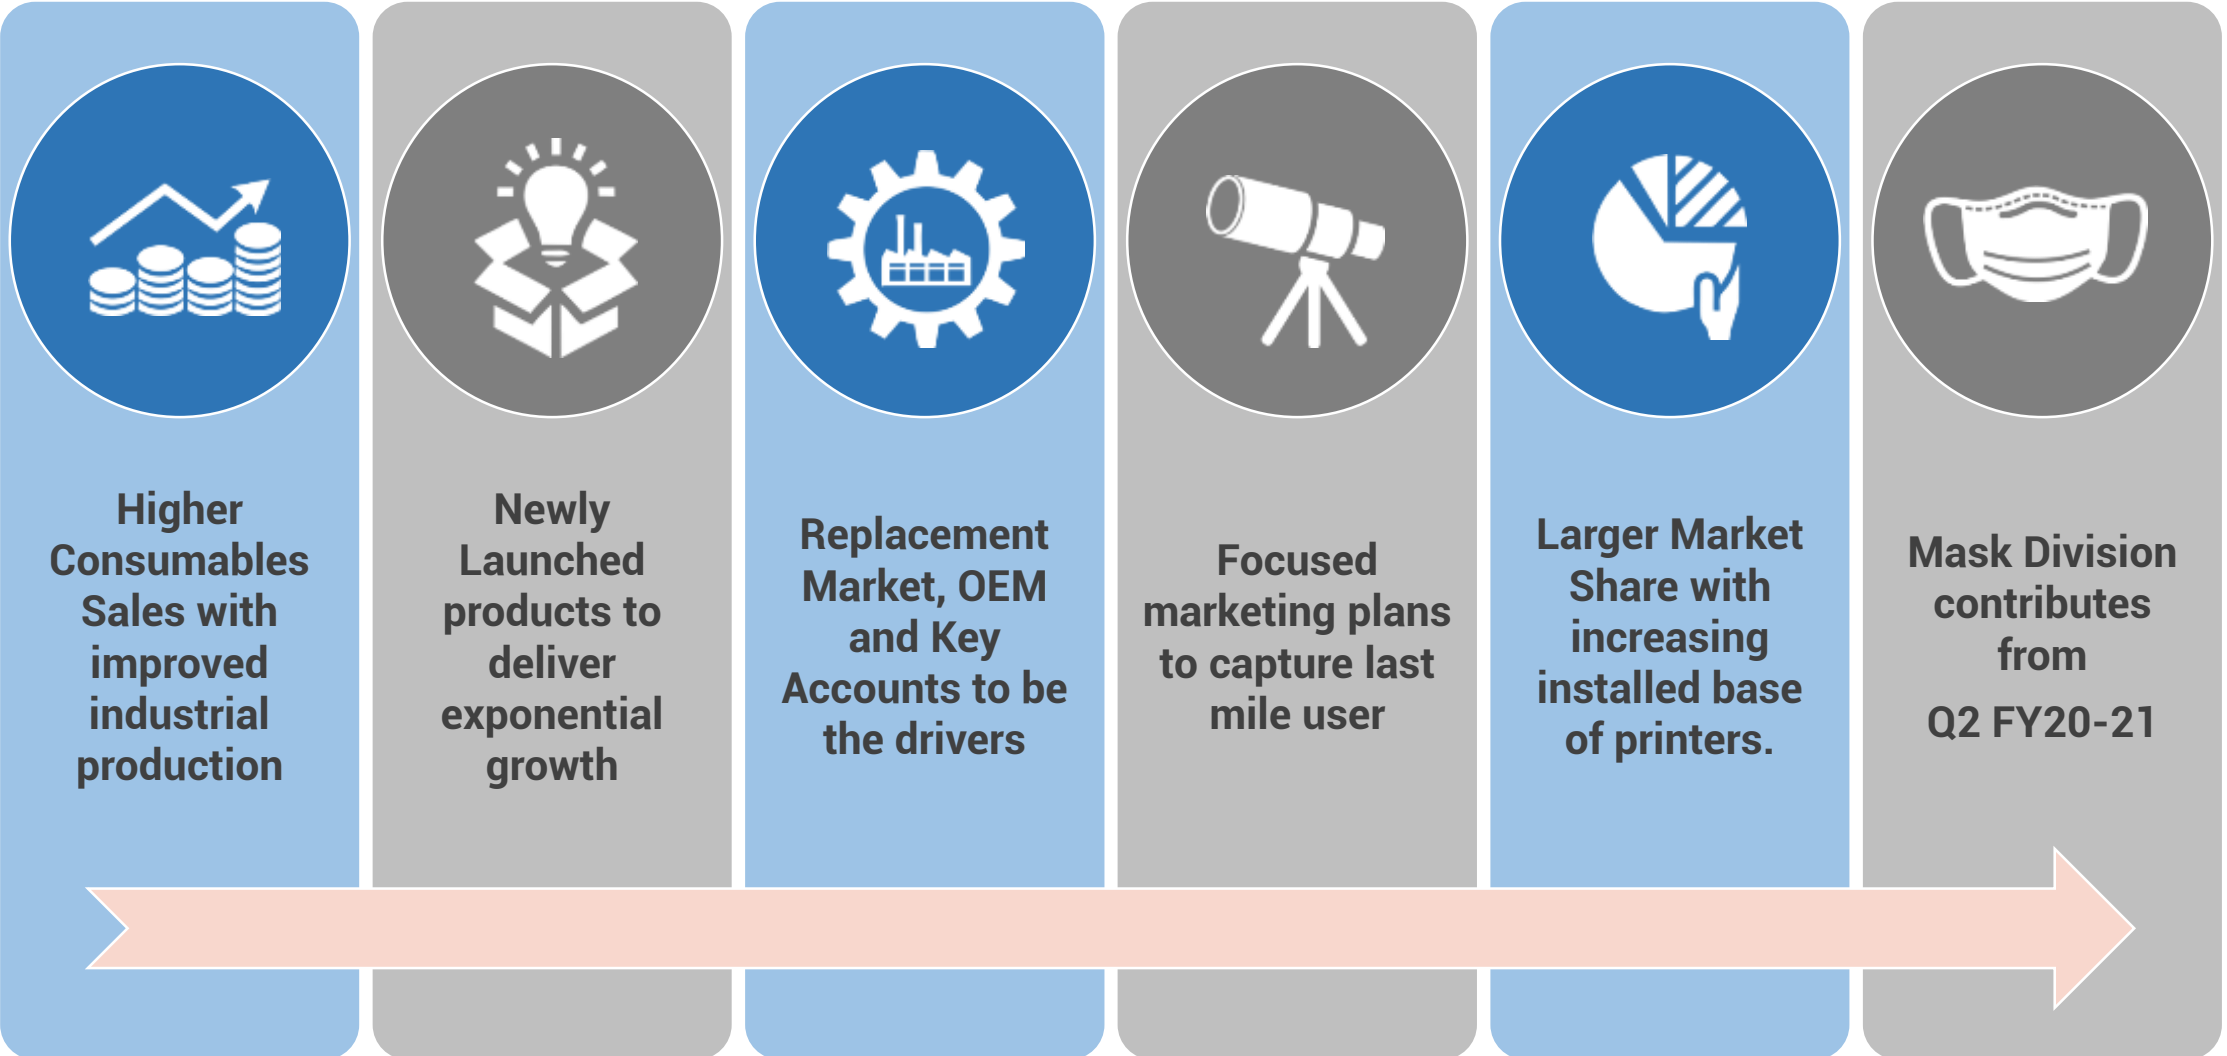 Higher
Consumables
Sales with
improved
industrial
production
Newly
Launched
products to
deliver
exponential
growth
Replacement
Market, OEM
and Key
Accounts to be
the drivers
Focused
marketing plans
to capture last
mile user
Larger Market
Share with
increasing
installed base
of printers.
Mask Division
contributes
from
Q2 FY20-21